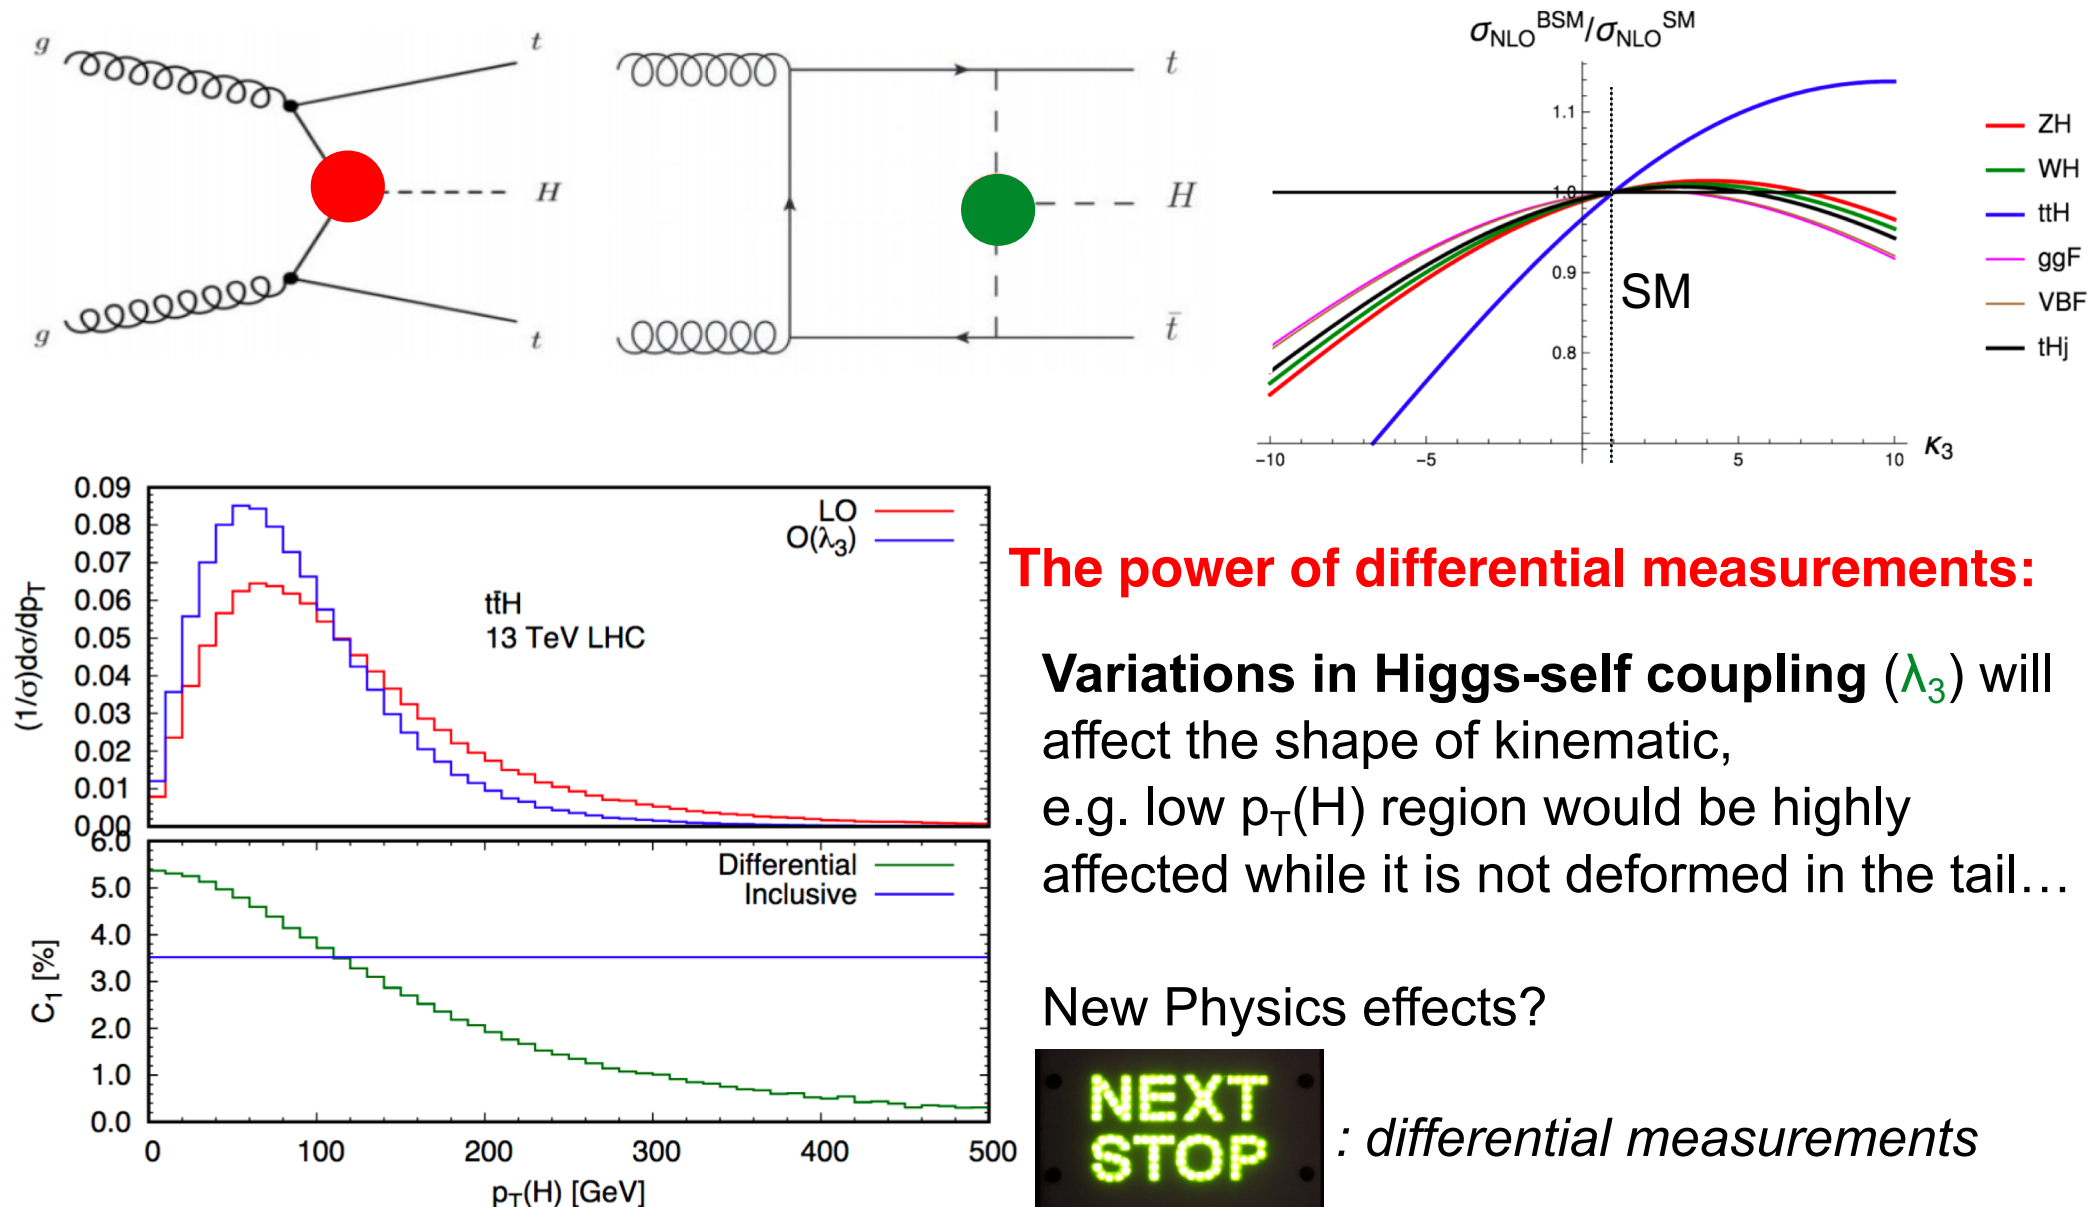 g
t
H
g
t
t
H
t̄
σNLO^BSM/σNLO^SM
1.1
1.0
0.9
0.8
-10
-5
5
10
K3
SM
ZH
WH
ttH
ggF
VBF
tHj
0.09
0.08
0.07
0.06
0.05
0.04
0.03
0.02
0.01
0.00
(1/σ)dσ/dpT
LO
O(λ3)
tt̄H
13 TeV LHC
6.0
5.0
4.0
3.0
2.0
1.0
0.0
C1 [%]
Differential
Inclusive
0 100 200 300 400 500
pT(H) [GeV]
The power of differential measurements:
Variations in Higgs-self coupling (λ3) will
affect the shape of kinematic,
e.g. low pT(H) region would be highly
affected while it is not deformed in the tail…
New Physics effects?
NEXT
STOP
: differential measurements